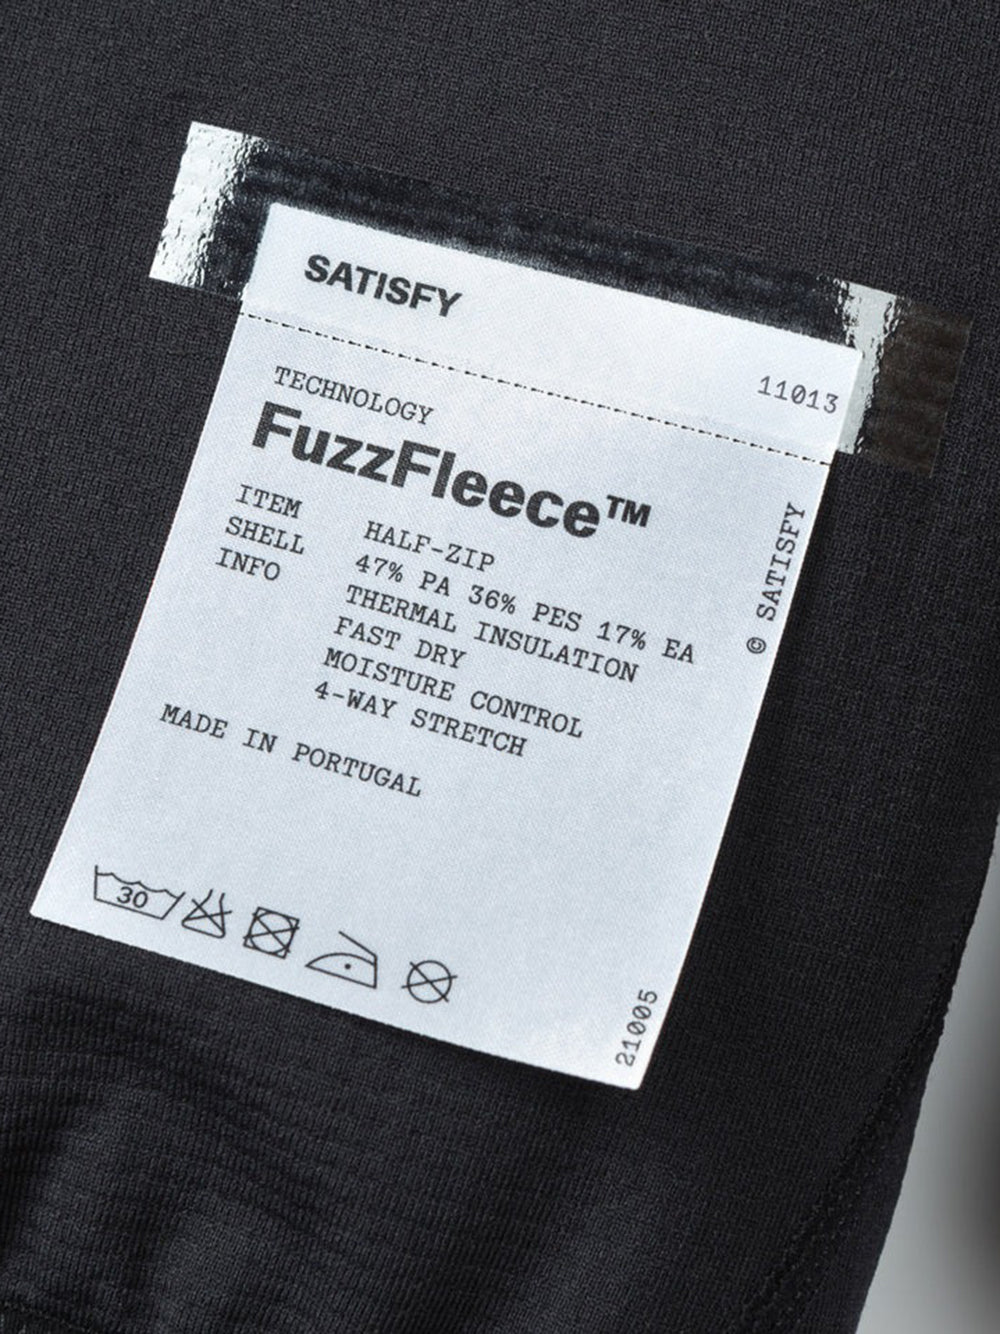 SATISFY
11013
TECHNOLOGY
FuzzFleece™
ITEM HALF-ZIP
SHELL 47% PA 36% PES 17% EA
INFO THERMAL INSULATION
FAST DRY
MOISTURE CONTROL
4-WAY STRETCH
MADE IN PORTUGAL
© SATISFY
30
21005